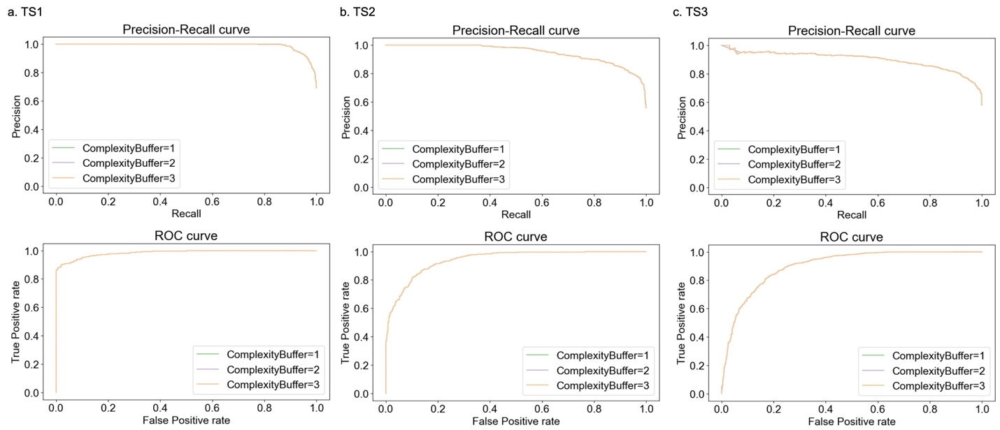 a. TS1
Precision-Recall curve
Precision
1.0
0.8
0.6
0.4
0.2
0.0
ComplexityBuffer=1
ComplexityBuffer=2
ComplexityBuffer=3
0.0 0.2 0.4 0.6 0.8 1.0
Recall
ROC curve
True Positive rate
1.0
0.8
0.6
0.4
0.2
0.0
ComplexityBuffer=1
ComplexityBuffer=2
ComplexityBuffer=3
0.0 0.2 0.4 0.6 0.8 1.0
False Positive rate
b. TS2
Precision-Recall curve
Precision
1.0
0.8
0.6
0.4
0.2
0.0
ComplexityBuffer=1
ComplexityBuffer=2
ComplexityBuffer=3
0.0 0.2 0.4 0.6 0.8 1.0
Recall
ROC curve
True Positive rate
1.0
0.8
0.6
0.4
0.2
0.0
ComplexityBuffer=1
ComplexityBuffer=2
ComplexityBuffer=3
0.0 0.2 0.4 0.6 0.8 1.0
False Positive rate
c. TS3
Precision-Recall curve
Precision
1.0
0.8
0.6
0.4
0.2
0.0
ComplexityBuffer=1
ComplexityBuffer=2
ComplexityBuffer=3
0.0 0.2 0.4 0.6 0.8 1.0
Recall
ROC curve
True Positive rate
1.0
0.8
0.6
0.4
0.2
0.0
ComplexityBuffer=1
ComplexityBuffer=2
ComplexityBuffer=3
0.0 0.2 0.4 0.6 0.8 1.0
False Positive rate